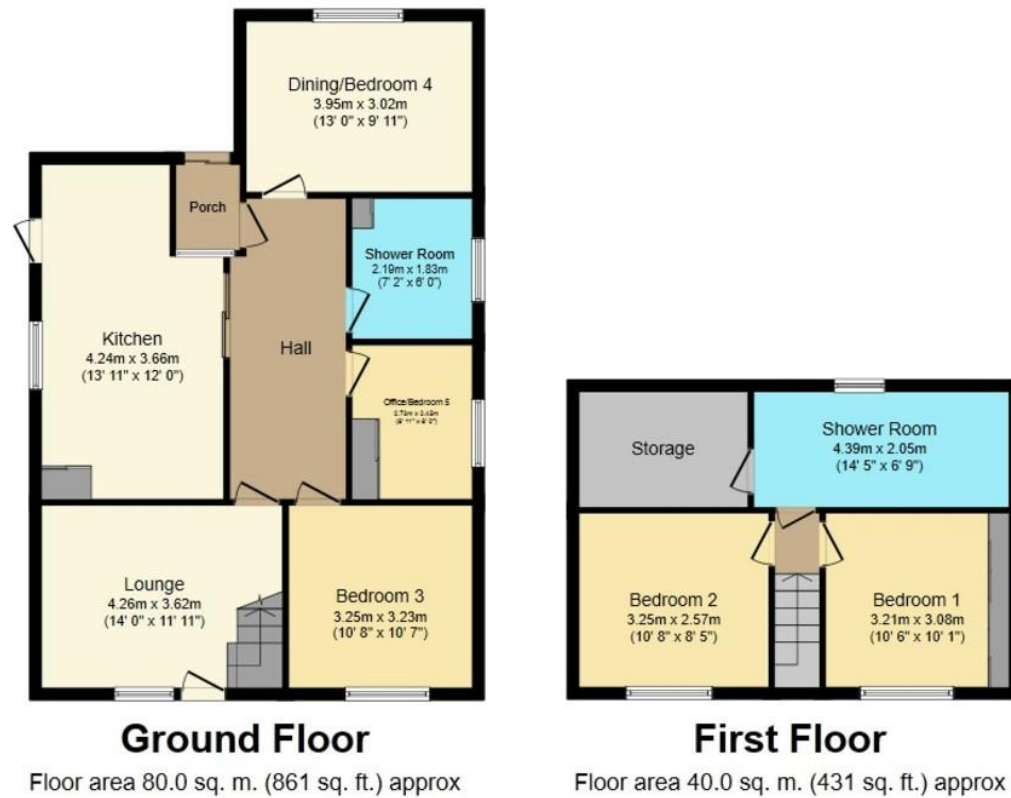 Dining/Bedroom 4
3.95m x 3.02m
(13' 0" x 9' 11")
Porch
Shower Room
2.19m x 1.83m
(7' 2" x 6' 0")
Kitchen
4.24m x 3.66m
(13' 11" x 12' 0")
Hall
Office/Bedroom 5
Lounge
4.26m x 3.62m
(14' 0" x 11' 11")
Bedroom 3
3.25m x 3.23m
(10' 8" x 10' 7")
Ground Floor
Floor area 80.0 sq. m. (861 sq. ft.) approx
Storage
Shower Room
4.39m x 2.05m
(14' 5" x 6' 9")
Bedroom 2
3.25m x 2.57m
(10' 8" x 8' 5")
Bedroom 1
3.21m x 3.08m
(10' 6" x 10' 1")
First Floor
Floor area 40.0 sq. m. (431 sq. ft.) approx